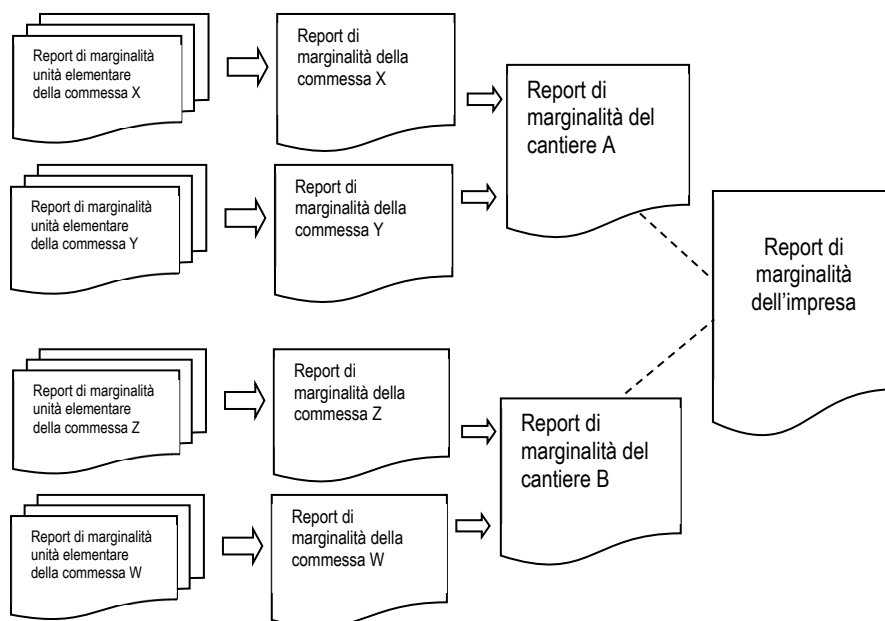 Report di marginalità
unità elementare
della commessa X
Report di
marginalità della
commessa X
Report di
marginalità del
cantiere A
Report di marginalità
unità elementare
della commessa Y
Report di
marginalità della
commessa Y
Report di
marginalità
dell’impresa
Report di marginalità
unità elementare
della commessa Z
Report di
marginalità della
commessa Z
Report di
marginalità del
cantiere B
Report di marginalità
unità elementare
della commessa W
Report di
marginalità della
commessa W